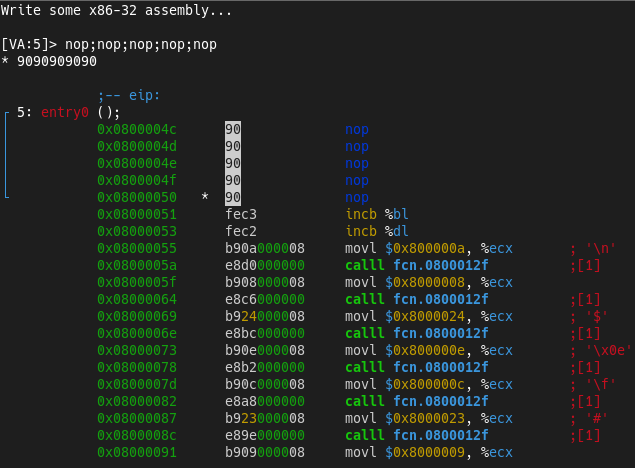 Write some x86-32 assembly...
[VA:5]> nop;nop;nop;nop;nop
* 9090909090
;-- eip:
5: entry0 ();
0x0800004c 90 nop
0x0800004d 90 nop
0x0800004e 90 nop
0x0800004f 90 nop
0x08000050 * 90 nop
0x08000051 fec3 incb %bl
0x08000053 fec2 incb %dl
0x08000055 b90a000008 movl $0x800000a, %ecx ; '\n'
0x0800005a e8d0000000 calll fcn.0800012f ;[1]
0x0800005f b908000008 movl $0x8000008, %ecx
0x08000064 e8c6000000 calll fcn.0800012f ;[1]
0x08000069 b924000008 movl $0x8000024, %ecx ; '$'
0x0800006e e8bc000000 calll fcn.0800012f ;[1]
0x08000073 b90e000008 movl $0x800000e, %ecx ; '\x0e'
0x08000078 e8b2000000 calll fcn.0800012f ;[1]
0x0800007d b90c000008 movl $0x800000c, %ecx ; '\f'
0x08000082 e8a8000000 calll fcn.0800012f ;[1]
0x08000087 b923000008 movl $0x8000023, %ecx ; '#'
0x0800008c e89e000000 calll fcn.0800012f ;[1]
0x08000091 b909000008 movl $0x8000009, %ecx